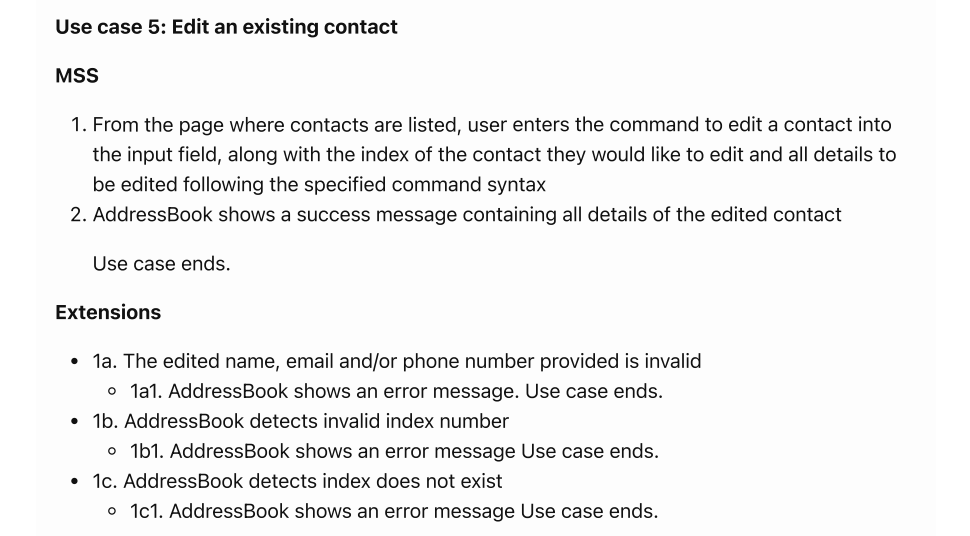 Use case 5: Edit an existing contact
MSS
1. From the page where contacts are listed, user enters the command to edit a contact into
the input field, along with the index of the contact they would like to edit and all details to
be edited following the specified command syntax
2. AddressBook shows a success message containing all details of the edited contact
Use case ends.
Extensions
• 1a. The edited name, email and/or phone number provided is invalid
◦ 1a1. AddressBook shows an error message. Use case ends.
• 1b. AddressBook detects invalid index number
◦ 1b1. AddressBook shows an error message Use case ends.
• 1c. AddressBook detects index does not exist
◦ 1c1. AddressBook shows an error message Use case ends.